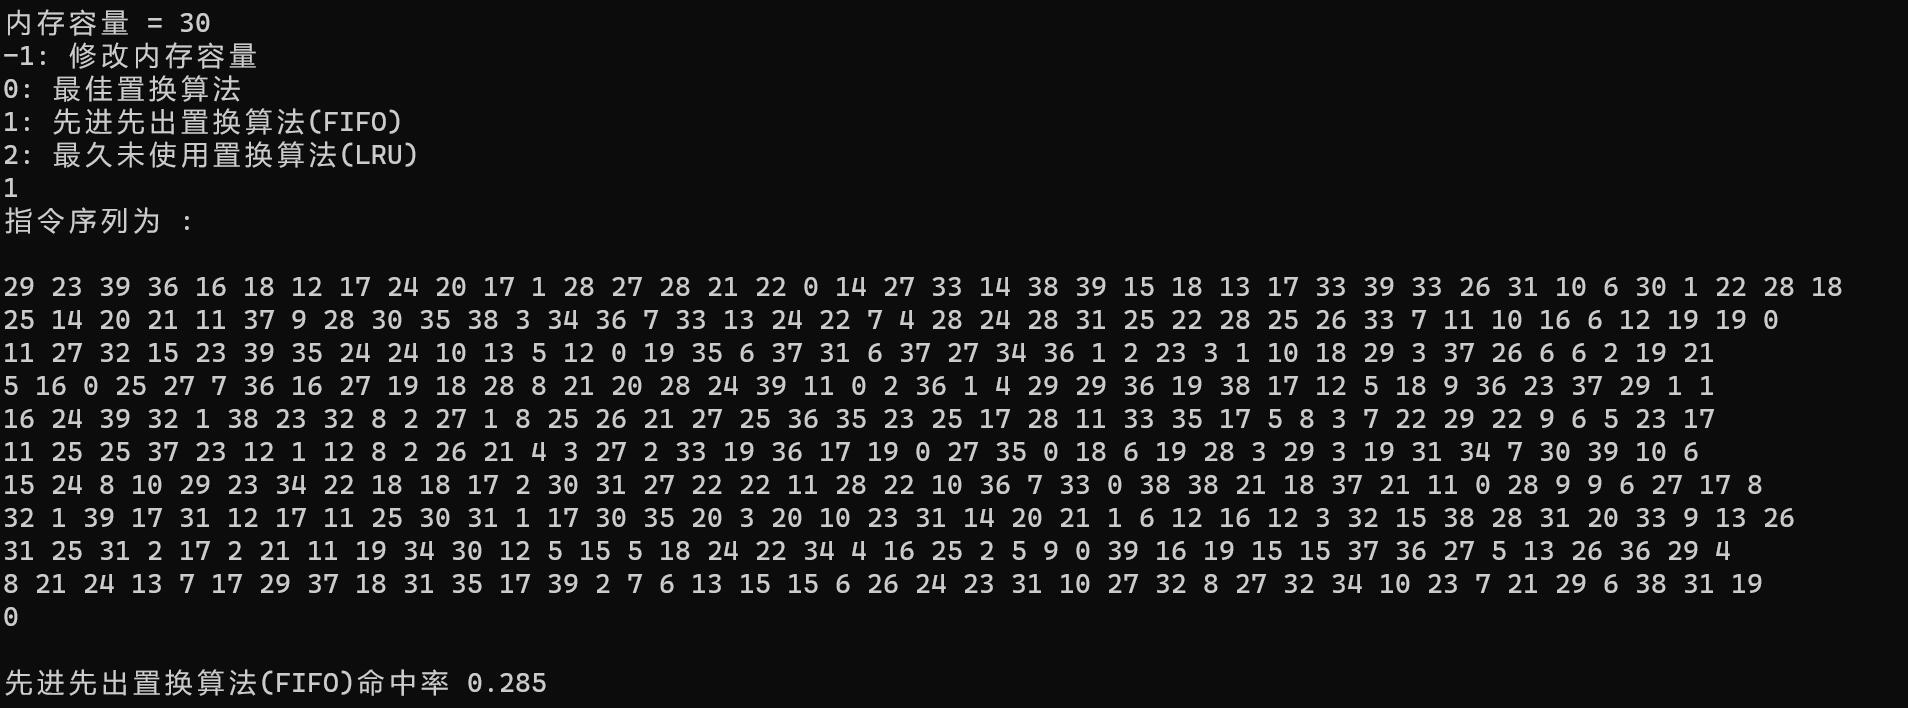 内存容量 = 30
-1: 修改内存容量
0: 最佳置换算法
1: 先进先出置换算法(FIFO)
2: 最久未使用置换算法(LRU)
1
指令序列为 :
29 23 39 36 16 18 12 17 24 20 17 1 28 27 28 21 22 0 14 27 33 14 38 39 15 18 13 17 33 39 33 26 31 10 6 30 1 22 28 18
25 14 20 21 11 37 9 28 30 35 38 3 34 36 7 33 13 24 22 7 4 28 24 28 31 25 22 28 25 26 33 7 11 10 16 6 12 19 19 0
11 27 32 15 23 39 35 24 24 10 13 5 12 0 19 35 6 37 31 6 37 27 34 36 1 2 23 3 1 10 18 29 3 37 26 6 6 2 19 21
5 16 0 25 27 7 36 16 27 19 18 28 8 21 20 28 24 39 11 0 2 36 1 4 29 29 36 19 38 17 12 5 18 9 36 23 37 29 1 1
16 24 39 32 1 38 23 32 8 2 27 1 8 25 26 21 27 25 36 35 23 25 17 28 11 33 35 17 5 8 3 7 22 29 22 9 6 5 23 17
11 25 25 37 23 12 1 12 8 2 26 21 4 3 27 2 33 19 36 17 19 0 27 35 0 18 6 19 28 3 29 3 19 31 34 7 30 39 10 6
15 24 8 10 29 23 34 22 18 18 17 2 30 31 27 22 22 11 28 22 10 36 7 33 0 38 38 21 18 37 21 11 0 28 9 9 6 27 17 8
32 1 39 17 31 12 17 11 25 30 31 1 17 30 35 20 3 20 10 23 31 14 20 21 1 6 12 16 12 3 32 15 38 28 31 20 33 9 13 26
31 25 31 2 17 2 21 11 19 34 30 12 5 15 5 18 24 22 34 4 16 25 2 5 9 0 39 16 19 15 15 37 36 27 5 13 26 36 29 4
8 21 24 13 7 17 29 37 18 31 35 17 39 2 7 6 13 15 15 6 26 24 23 31 10 27 32 8 27 32 34 10 23 7 21 29 6 38 31 19
0
先进先出置换算法(FIFO)命中率 0.285